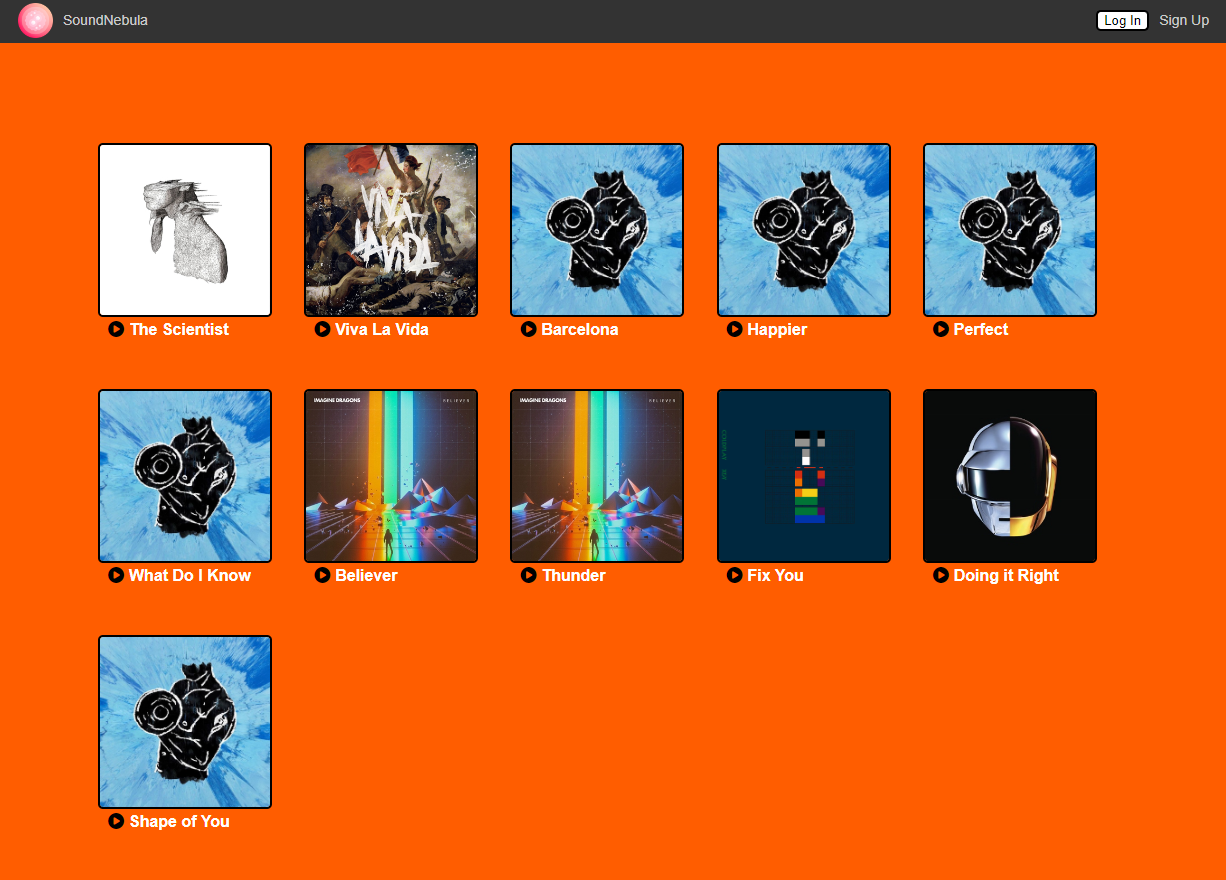 SoundNebula
Log In
Sign Up
VIVA
LA VIDA
The Scientist
Viva La Vida
Barcelona
Happier
Perfect
IMAGINE DRAGONS
BELIEVER
IMAGINE DRAGONS
BELIEVER
What Do I Know
Believer
Thunder
Fix You
Doing it Right
Shape of You